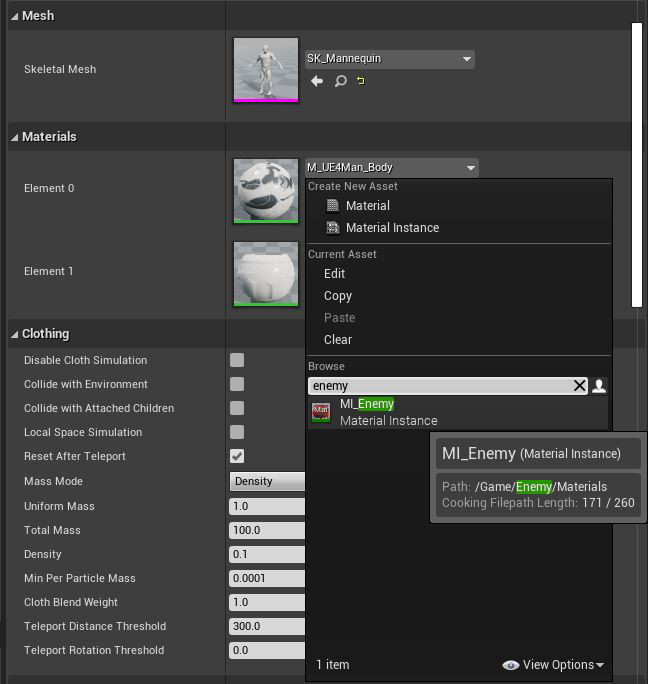 Mesh
Skeletal Mesh
SK_Mannequin
Materials
Element 0
M_UE4Man_Body
Create New Asset
Material
Material Instance
Element 1
Current Asset
Edit
Copy
Paste
Clear
Browse
enemy
MI_Enemy
Material Instance
Mat
MI_Enemy (Material Instance)
Path: /Game/Enemy/Materials
Cooking Filepath Length: 171 / 260
1 item
View Options
Clothing
Disable Cloth Simulation
Collide with Environment
Collide with Attached Children
Local Space Simulation
Reset After Teleport
Mass Mode Density
Uniform Mass 1.0
Total Mass 100.0
Density 0.1
Min Per Particle Mass 0.0001
Cloth Blend Weight 1.0
Teleport Distance Threshold 300.0
Teleport Rotation Threshold 0.0